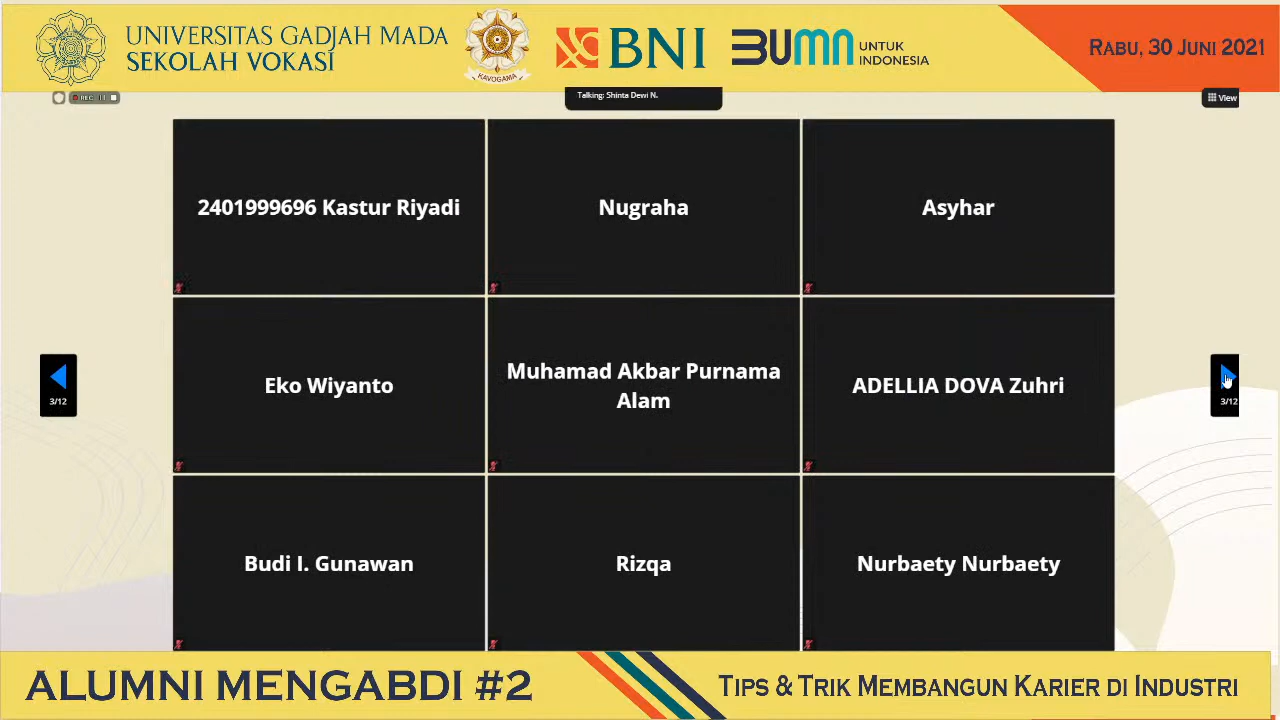 UNIVERSITAS GADJAH MADA
SEKOLAH VOKASI
KAVOGAMA
BNI
BUMN
UNTUK
INDONESIA
RABU, 30 JUNI 2021
REC
Talking: Shinta Dewi N.
View
2401999696 Kastur Riyadi
Nugraha
Asyhar
Eko Wiyanto
Muhamad Akbar Purnama
Alam
ADELLIA DOVA Zuhri
3/12
3/12
Budi I. Gunawan
Rizqa
Nurbaety Nurbaety
ALUMNI MENGABDI #2
TIPS & TRIK MEMBANGUN KARIER DI INDUSTRI